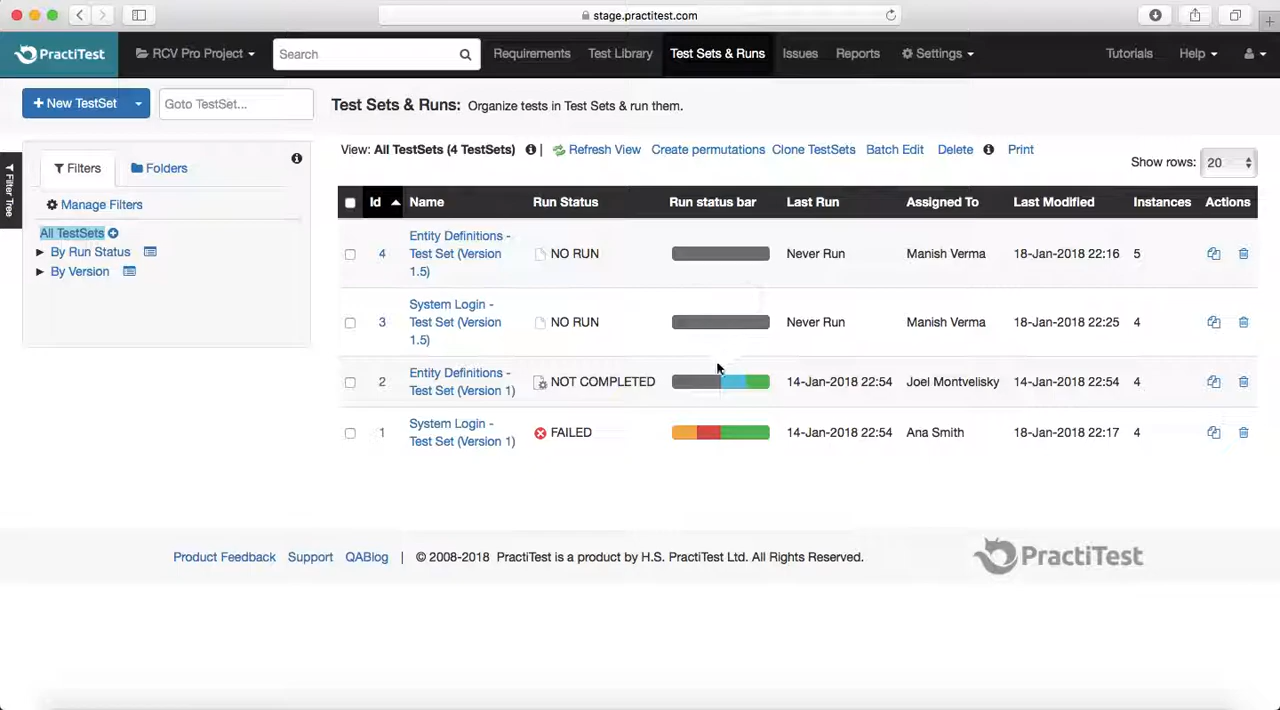 stage.practitest.com
PractiTest
RCV Pro Project
Search
Requirements
Test Library
Test Sets & Runs
Issues
Reports
Settings
Tutorials
Help
+ New TestSet
Goto TestSet...
Test Sets & Runs: Organize tests in Test Sets & run them.
Filter Tree
Filters
Folders
Manage Filters
All TestSets
By Run Status
By Version
View: All TestSets (4 TestSets) | Refresh View Create permutations Clone TestSets Batch Edit Delete Print
Show rows: 20
Id Name Run Status Run status bar Last Run Assigned To Last Modified Instances Actions
4 Entity Definitions - Test Set (Version 1.5) NO RUN Never Run Manish Verma 18-Jan-2018 22:16 5
3 System Login - Test Set (Version 1.5) NO RUN Never Run Manish Verma 18-Jan-2018 22:25 4
2 Entity Definitions - Test Set (Version 1) NOT COMPLETED 14-Jan-2018 22:54 Joel Montvelisky 14-Jan-2018 22:54 4
1 System Login - Test Set (Version 1) FAILED 14-Jan-2018 22:54 Ana Smith 18-Jan-2018 22:17 4
Product Feedback Support QABlog | © 2008-2018 PractiTest is a product by H.S. PractiTest Ltd. All Rights Reserved.
PractiTest